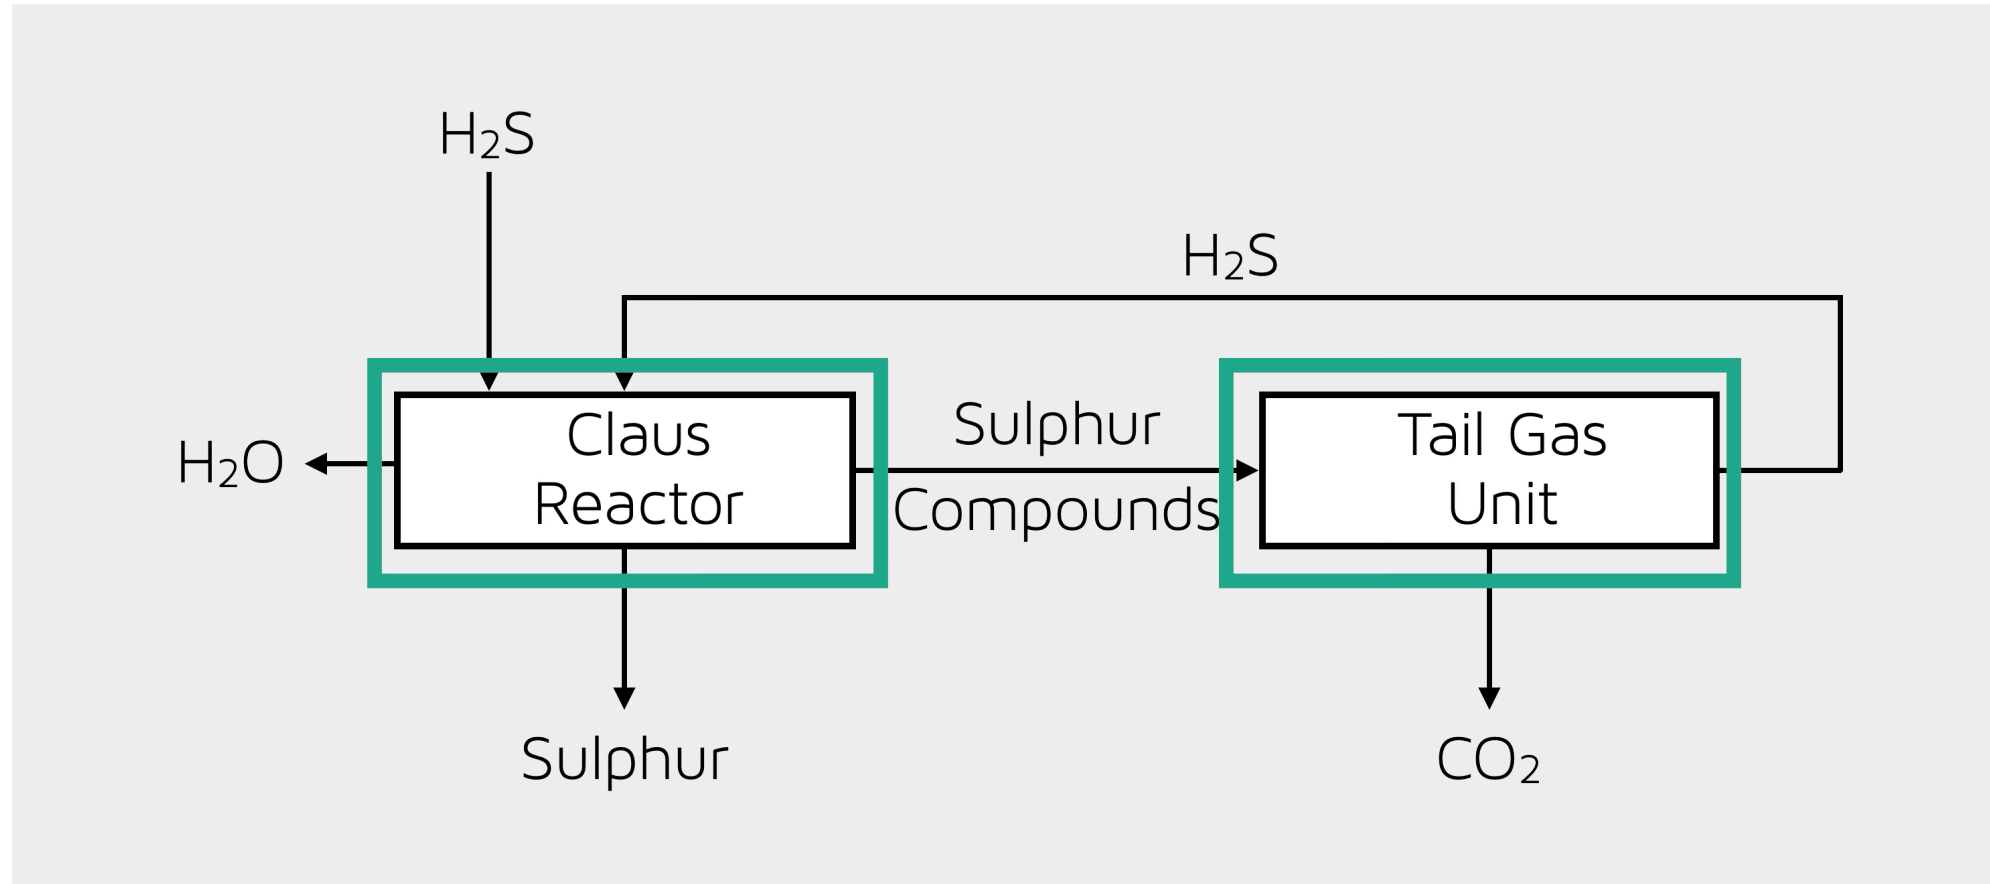 H₂S
H₂S
Claus
Reactor
Sulphur
Compounds
Tail Gas
Unit
H₂O
Sulphur
CO₂